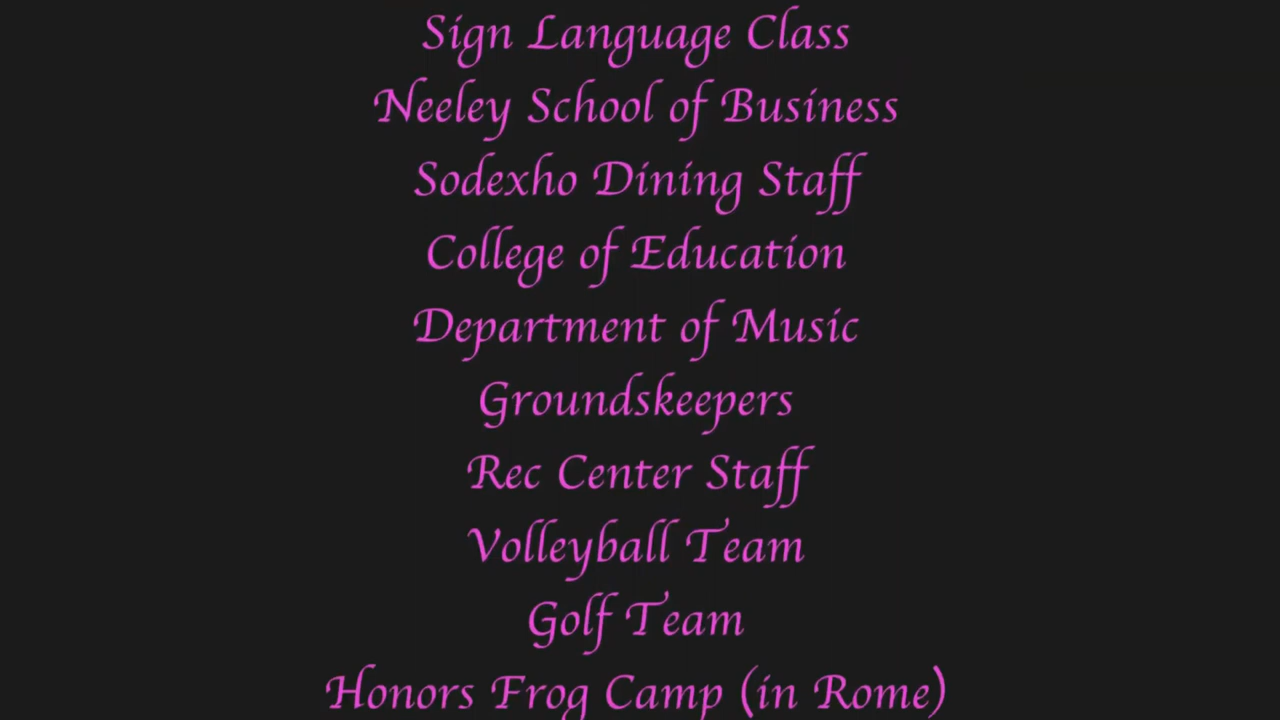 Sign Language Class
Neeley School of Business
Sodexho Dining Staff
College of Education
Department of Music
Groundskeepers
Rec Center Staff
Volleyball Team
Golf Team
Honors Frog Camp (in Rome)